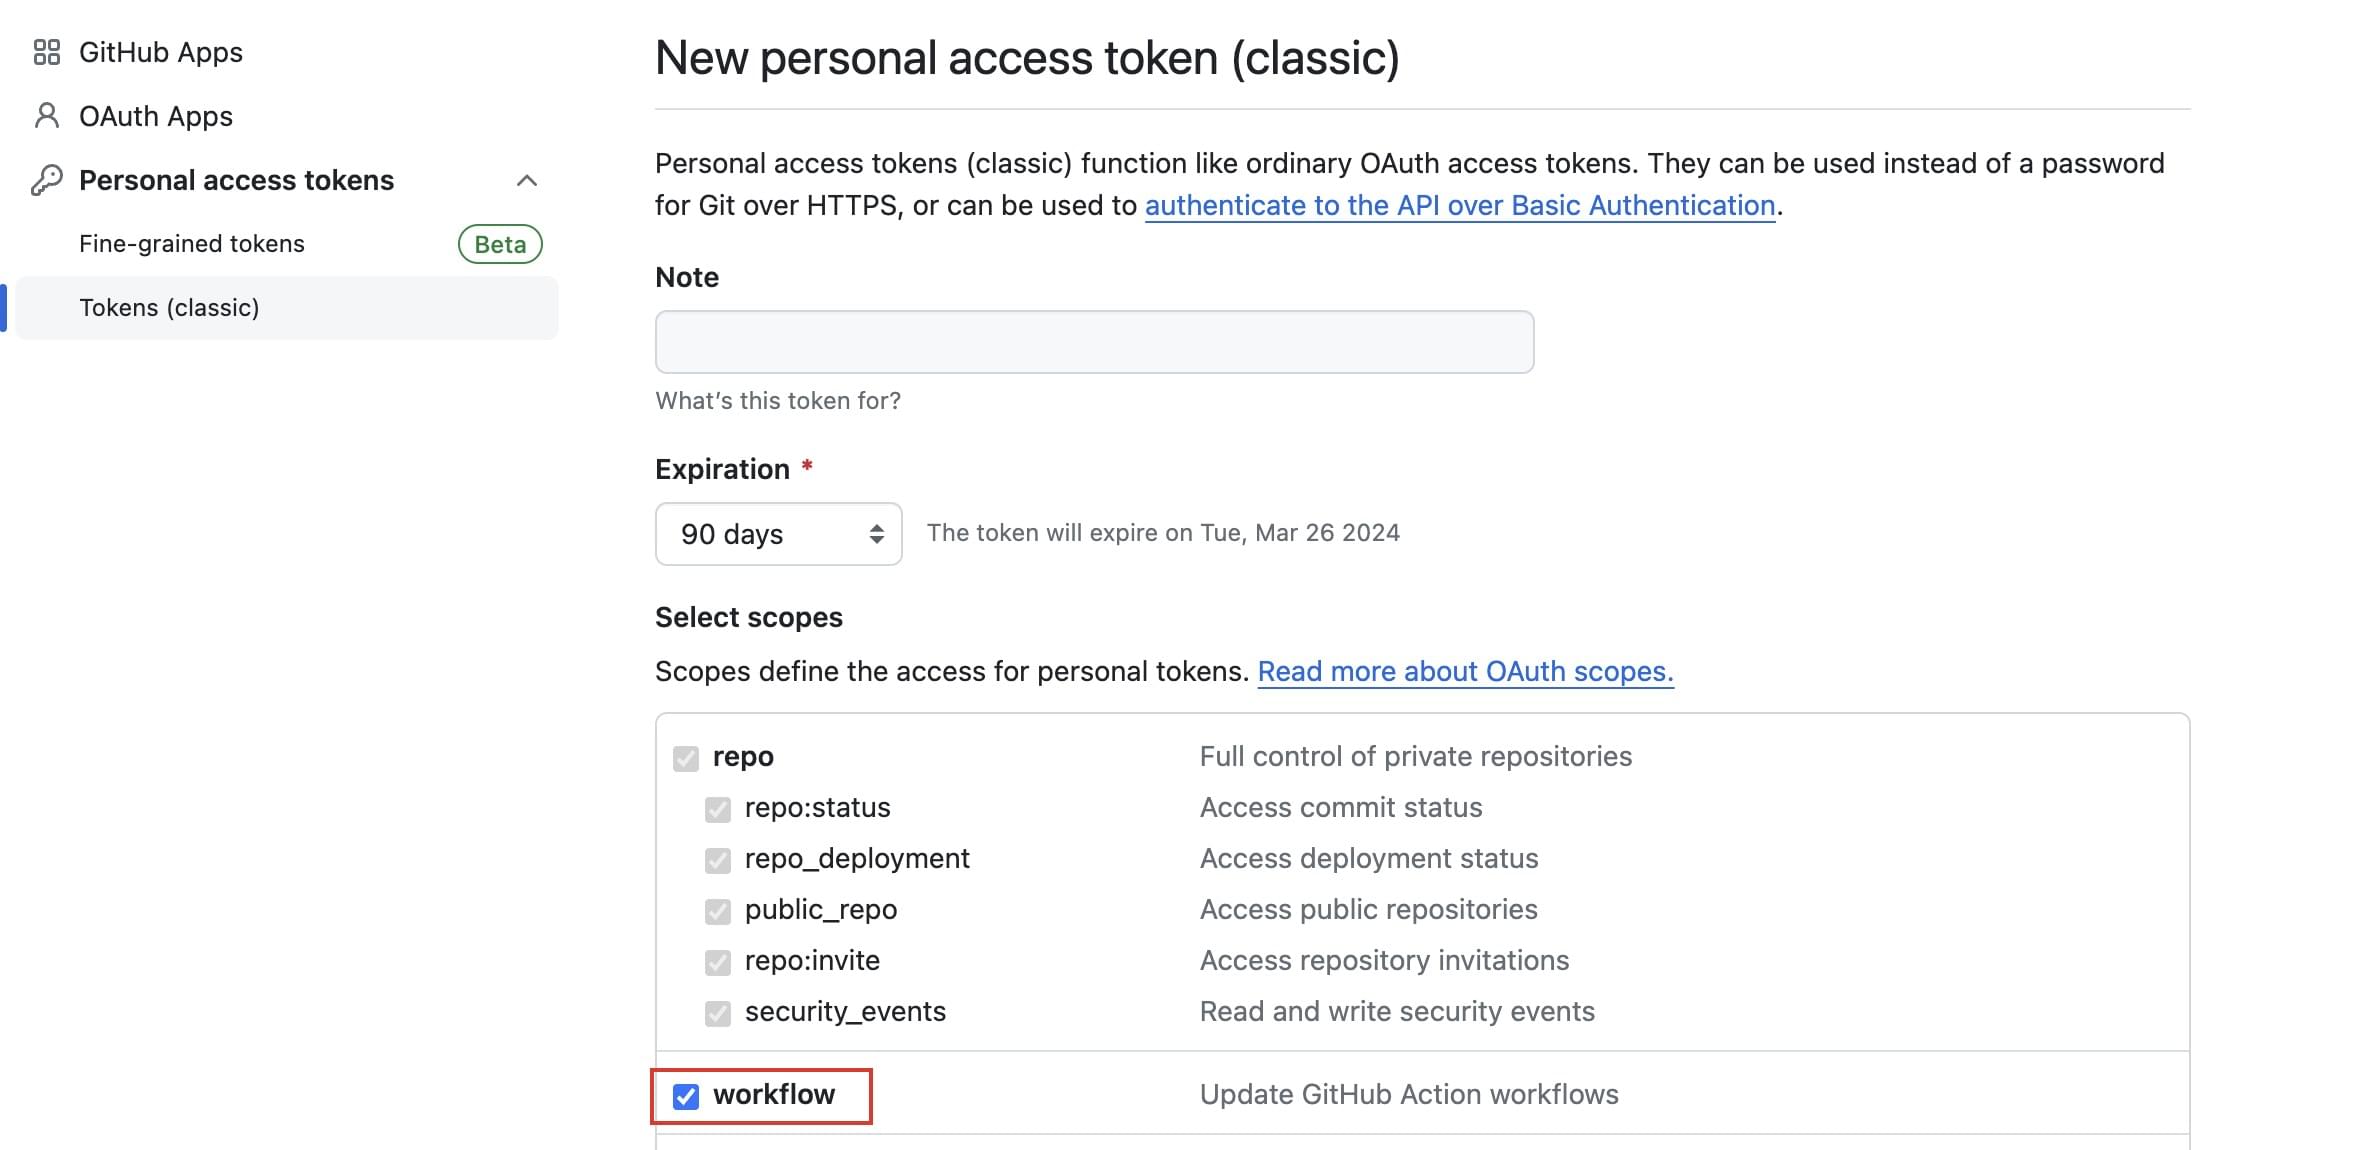 GitHub Apps
OAuth Apps
Personal access tokens
Fine-grained tokens Beta
Tokens (classic)
New personal access token (classic)
Personal access tokens (classic) function like ordinary OAuth access tokens. They can be used instead of a password
for Git over HTTPS, or can be used to authenticate to the API over Basic Authentication.
Note
What's this token for?
Expiration *
90 days The token will expire on Tue, Mar 26 2024
Select scopes
Scopes define the access for personal tokens. Read more about OAuth scopes.
repo Full control of private repositories
repo:status Access commit status
repo_deployment Access deployment status
public_repo Access public repositories
repo:invite Access repository invitations
security_events Read and write security events
workflow Update GitHub Action workflows